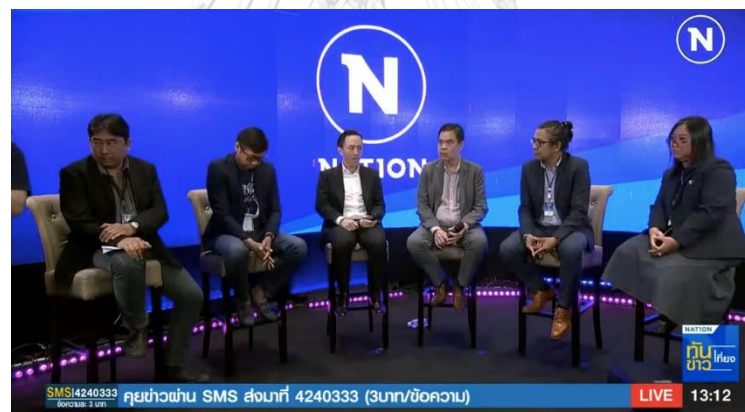 N
N
NATION
NATION
ทันข่าว เที่ยง
SMS|4240333
ข้อความละ 3 บาท
คุยข่าวผ่าน SMS ส่งมาที่ 4240333 (3บาท/ข้อความ)
LIVE 13:12